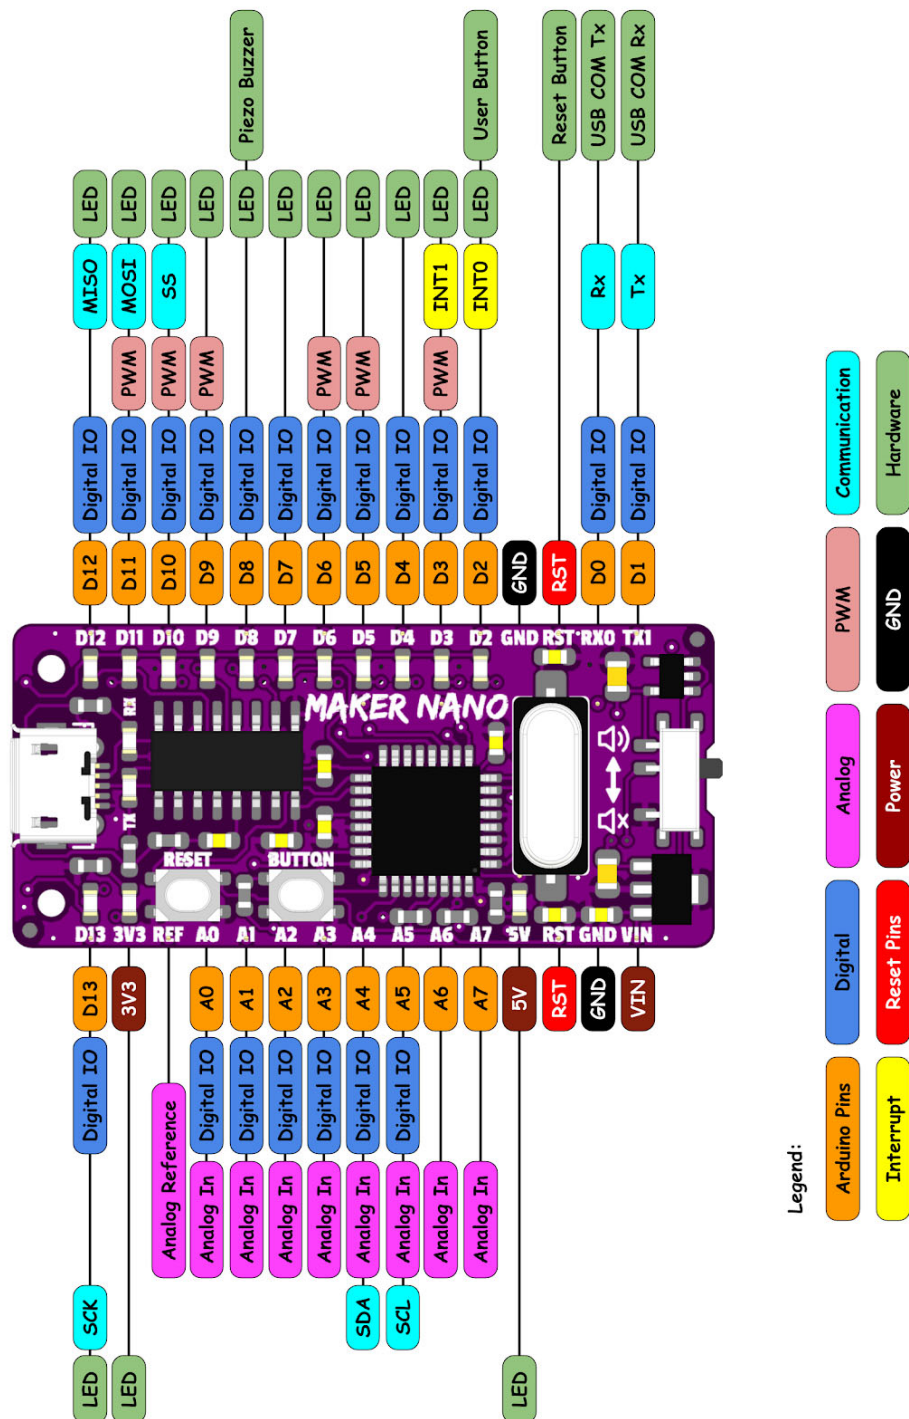 Piezo Buzzer
User Button
Reset Button
USB COM Tx
USB COM Rx
LED
LED
LED
LED
LED
LED
LED
LED
LED
LED
LED
MISO
MOSI
SS
INT1
INT0
Rx
Tx
PWM
PWM
PWM
PWM
PWM
PWM
Digital IO
Digital IO
Digital IO
Digital IO
Digital IO
Digital IO
Digital IO
Digital IO
Digital IO
Digital IO
Digital IO
Digital IO
Digital IO
D12
D11
D10
D9
D8
D7
D6
D5
D4
D3
D2
GND
RST
D0
D1
D12 D11 D10 D9 D8 D7 D6 D5 D4 D3 D2 GND RST RX0 TX1
RX
MAKER NANO
TX
RESET
BUTTON
D13 3V3 REF A0 A1 A2 A3 A4 A5 A6 A7 5V RST GND VIN
D13
3V3
A0
A1
A2
A3
A4
A5
A6
A7
5V
RST
GND
VIN
Digital IO
Analog Reference
Digital IO
Digital IO
Digital IO
Digital IO
Digital IO
Digital IO
Analog In
Analog In
Analog In
Analog In
Analog In
Analog In
Analog In
Analog In
SCK
SDA
SCL
LED
LED
LED
Legend:
Arduino Pins
Digital
Analog
PWM
Communication
Interrupt
Reset Pins
Power
GND
Hardware